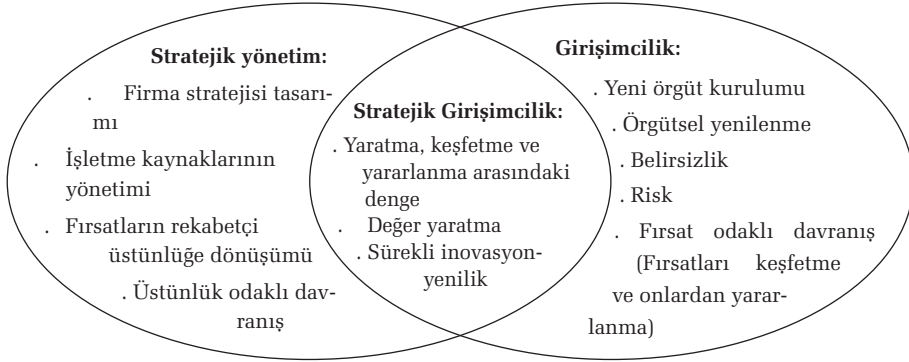 Stratejik yönetim:
. Firma stratejisi tasarı-
mı
. İşletme kaynaklarının
yönetimi
. Fırsatların rekabetçi
üstünlüğe dönüşümü
. Üstünlük odaklı dav-
ranış
Stratejik Girişimcilik:
. Yaratma, keşfetme ve
yararlanma arasındaki
denge
. Değer yaratma
. Sürekli inovasyon-
yenilik
Girişimcilik:
. Yeni örgüt kurulumu
. Örgütsel yenilenme
. Belirsizlik
. Risk
. Fırsat odaklı davranış
(Fırsatları keşfetme
ve onlardan yarar-
lanma)